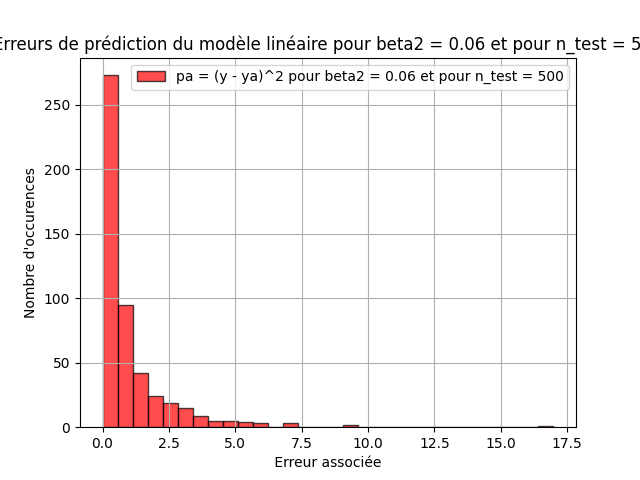 Erreurs de prédiction du modèle linéaire pour beta2 = 0.06 et pour n_test = 5
pa = (y - ya)^2 pour beta2 = 0.06 et pour n_test = 500
250
200
150
100
50
0
Nombre d'occurences
0.0 2.5 5.0 7.5 10.0 12.5 15.0 17.5
Erreur associée